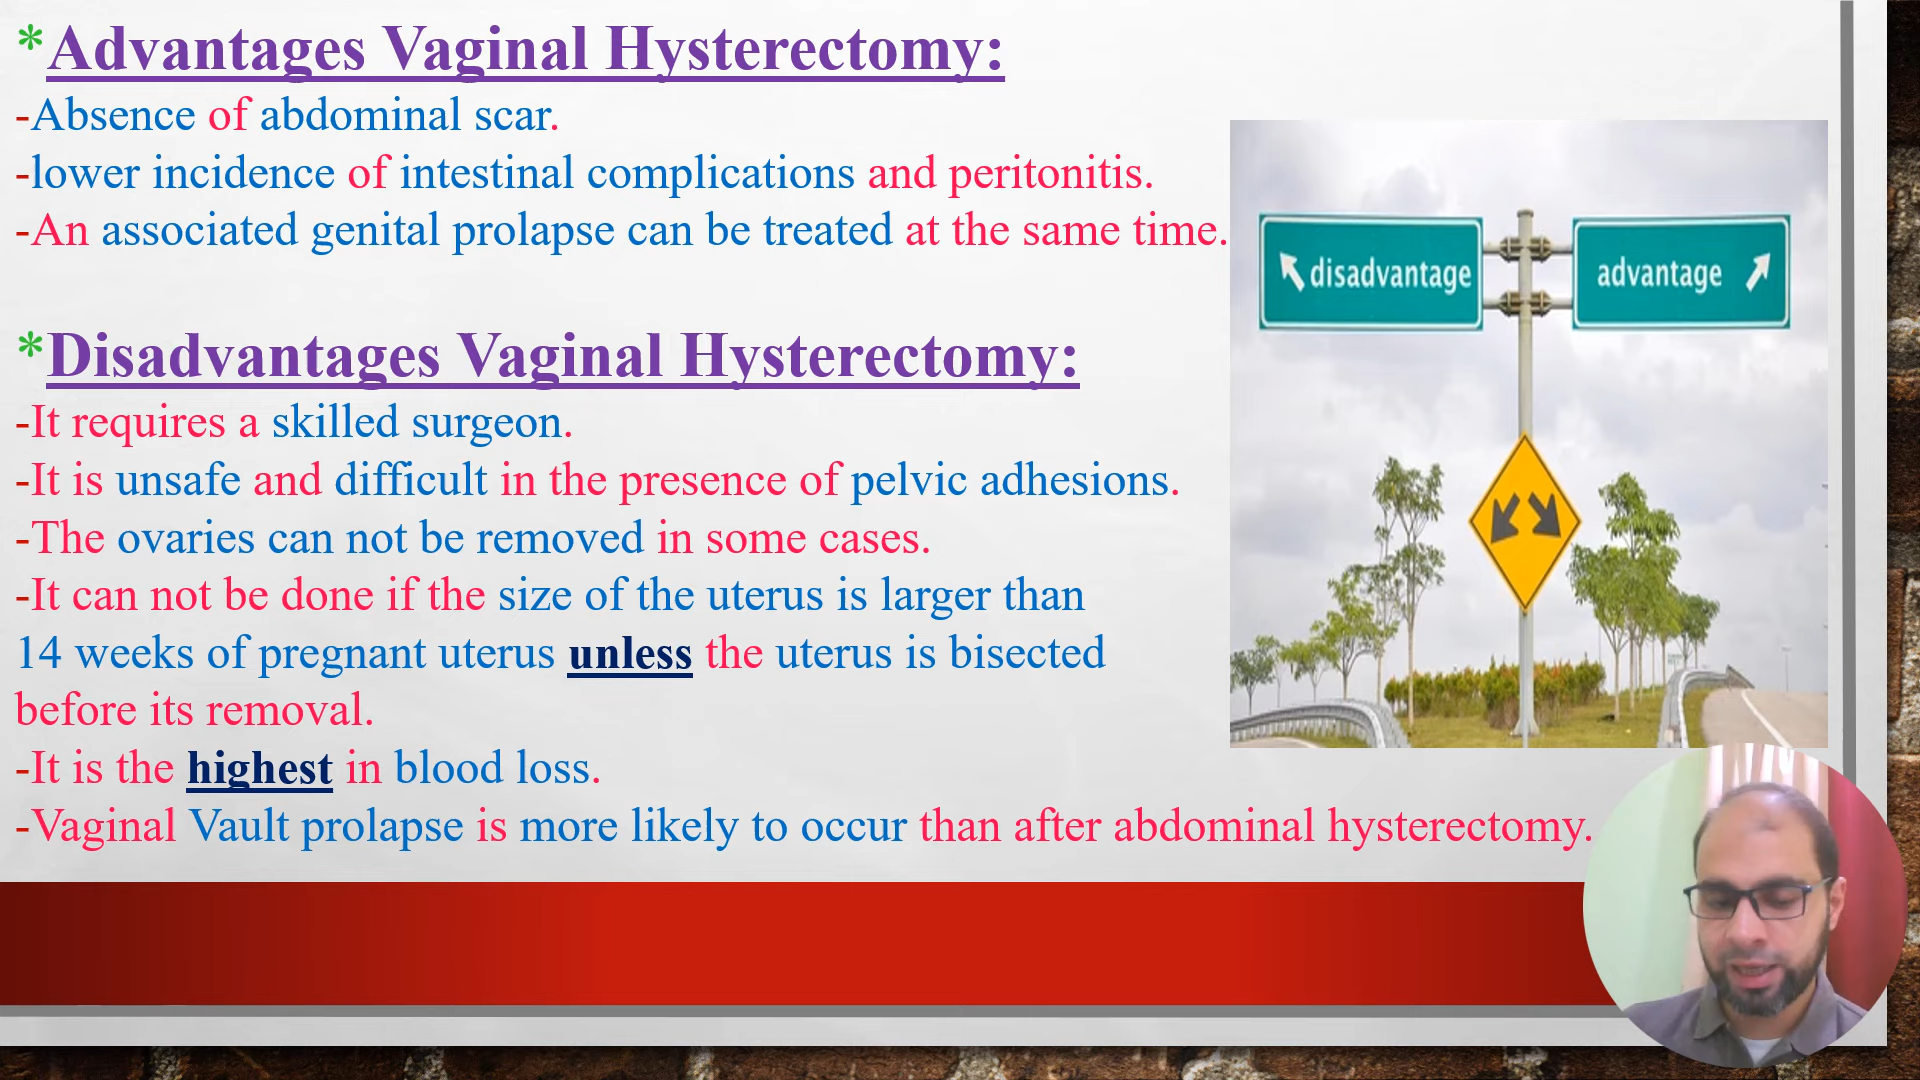 *Advantages Vaginal Hysterectomy:
-Absence of abdominal scar.
-lower incidence of intestinal complications and peritonitis.
-An associated genital prolapse can be treated at the same time.
disadvantage
advantage
*Disadvantages Vaginal Hysterectomy:
-It requires a skilled surgeon.
-It is unsafe and difficult in the presence of pelvic adhesions.
-The ovaries can not be removed in some cases.
-It can not be done if the size of the uterus is larger than
14 weeks of pregnant uterus unless the uterus is bisected
before its removal.
-It is the highest in blood loss.
-Vaginal Vault prolapse is more likely to occur than after abdominal hysterectomy.